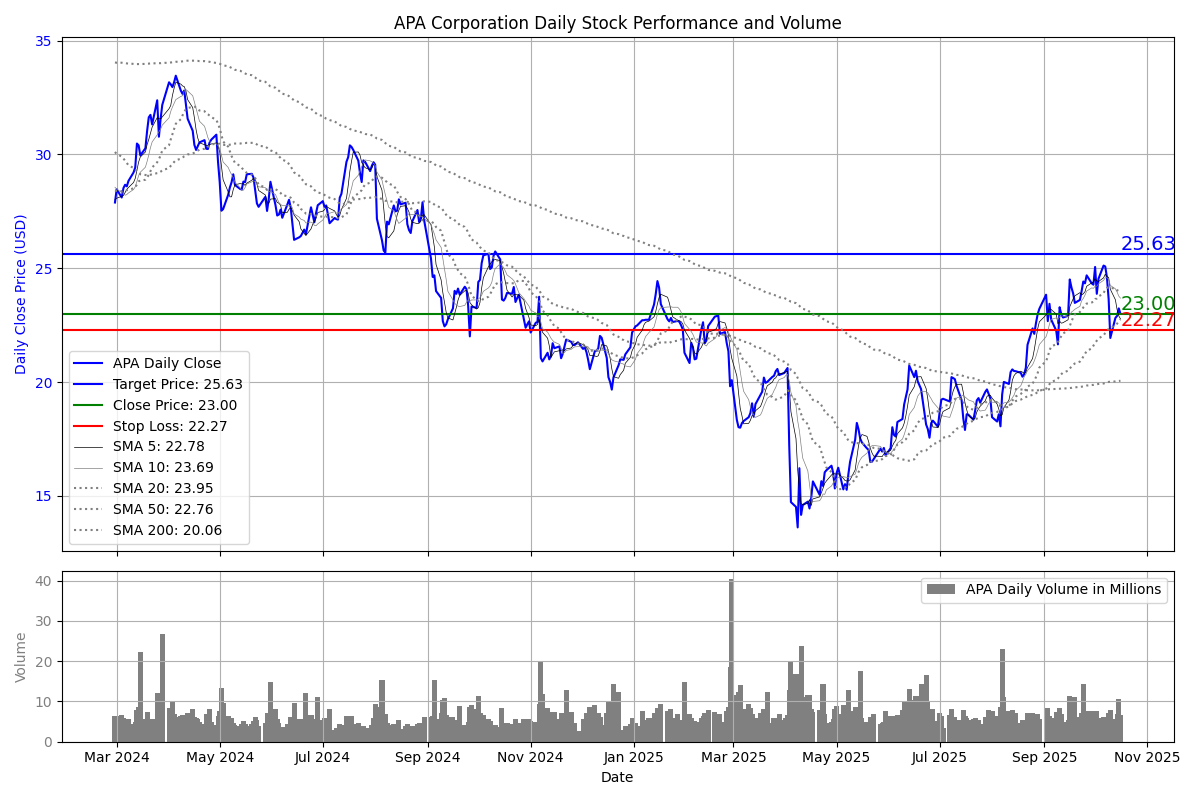 APA Corporation Daily Stock Performance and Volume
Daily Close Price (USD)
35
30
25
20
15
25.63
23.00
22.27
APA Daily Close
Target Price: 25.63
Close Price: 23.00
Stop Loss: 22.27
SMA 5: 22.78
SMA 10: 23.69
SMA 20: 23.95
SMA 50: 22.76
SMA 200: 20.06
Volume
40
30
20
10
0
APA Daily Volume in Millions
Mar 2024 May 2024 Jul 2024 Sep 2024 Nov 2024 Jan 2025 Mar 2025 May 2025 Jul 2025 Sep 2025 Nov 2025
Date